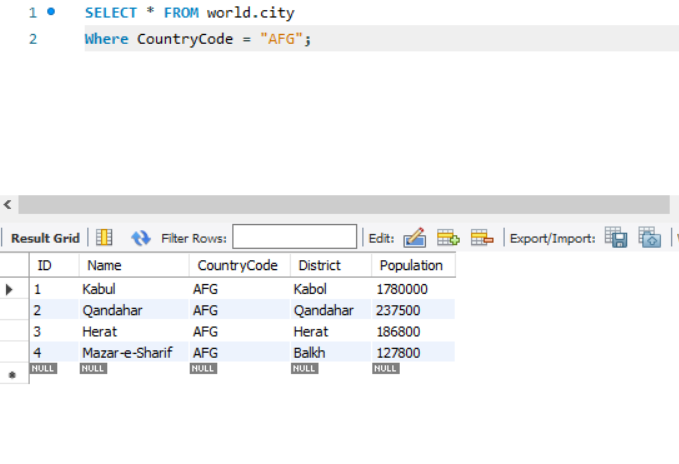 1 SELECT * FROM world.city
2 Where CountryCode = "AFG";
Result Grid Filter Rows: Edit: Export/Import:
ID Name CountryCode District Population
1 Kabul AFG Kabol 1780000
2 Qandahar AFG Qandahar 237500
3 Herat AFG Herat 186800
4 Mazar-e-Sharif AFG Balkh 127800
NULL NULL NULL NULL NULL